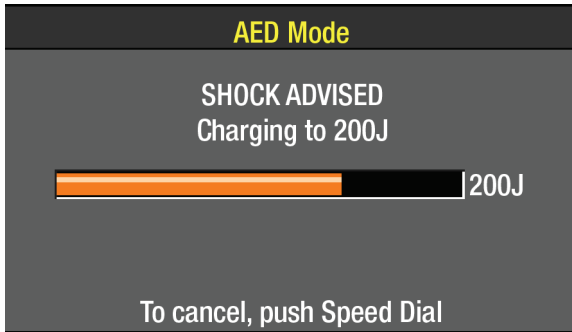 AED Mode
SHOCK ADVISED
Charging to 200J
200J
To cancel, push Speed Dial